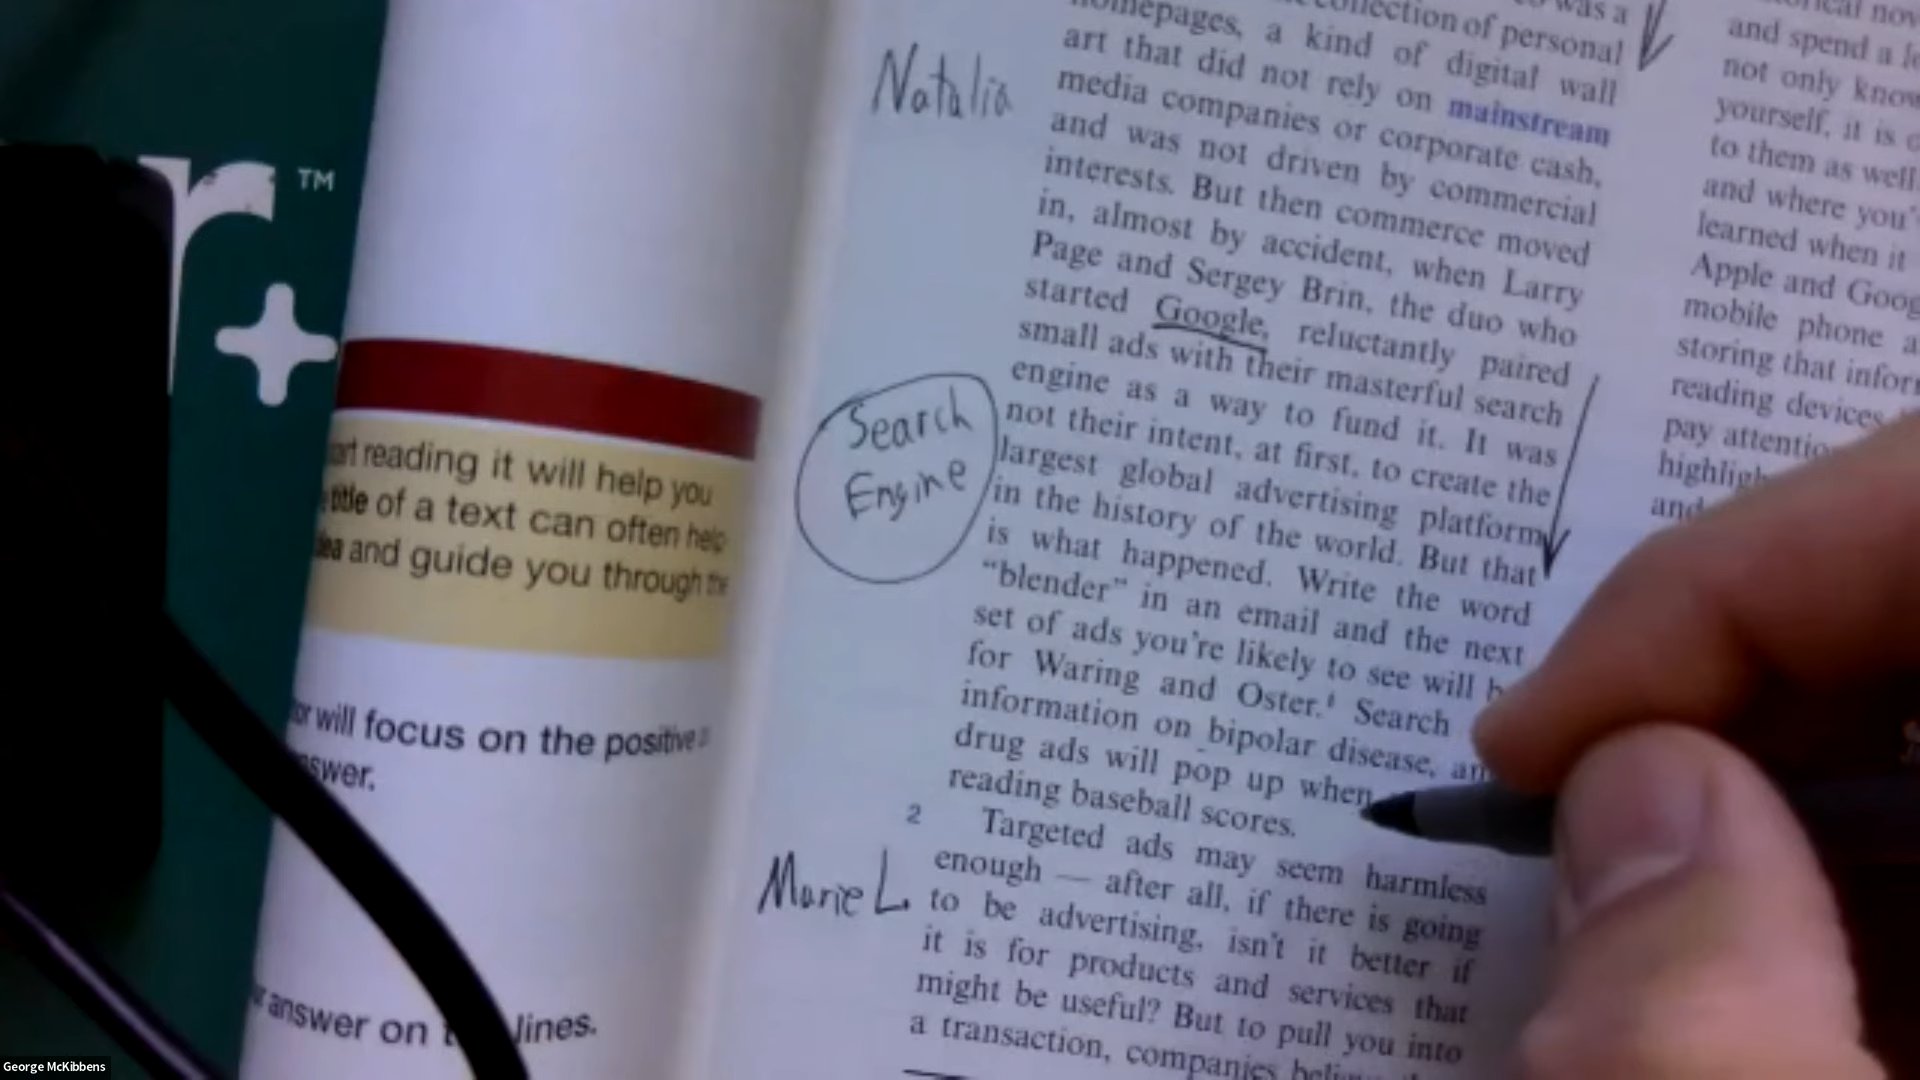 r ™
reading it will help you
title of a text can often help
and guide you through the
will focus on the positive
answer.
answer on lines.
Natalia
Search
Engine
Marie L.
was a
collection of personal
homepages, a kind of digital wall
art that did not rely on mainstream
media companies or corporate cash,
and was not driven by commercial
interests. But then commerce moved
in, almost by accident, when Larry
Page and Sergey Brin, the duo who
started Google, reluctantly paired
small ads with their masterful search
engine as a way to fund it. It was
not their intent, at first, to create the
largest global advertising platform
in the history of the world. But that
is what happened. Write the word
“blender” in an email and the next
set of ads you’re likely to see will
for Waring and Oster. Search
information on bipolar disease,
drug ads will pop up when
reading baseball scores.
2 Targeted ads may seem harmless
enough — after all, if there is going
to be advertising, isn’t it better if
it is for products and services that
might be useful? But to pull you into
a transaction, companies
and spend a
not only know
yourself, it is
to them as well.
and where you’
learned when it
Apple and
mobile phone
storing that
reading devices
pay
and
George McKibbens